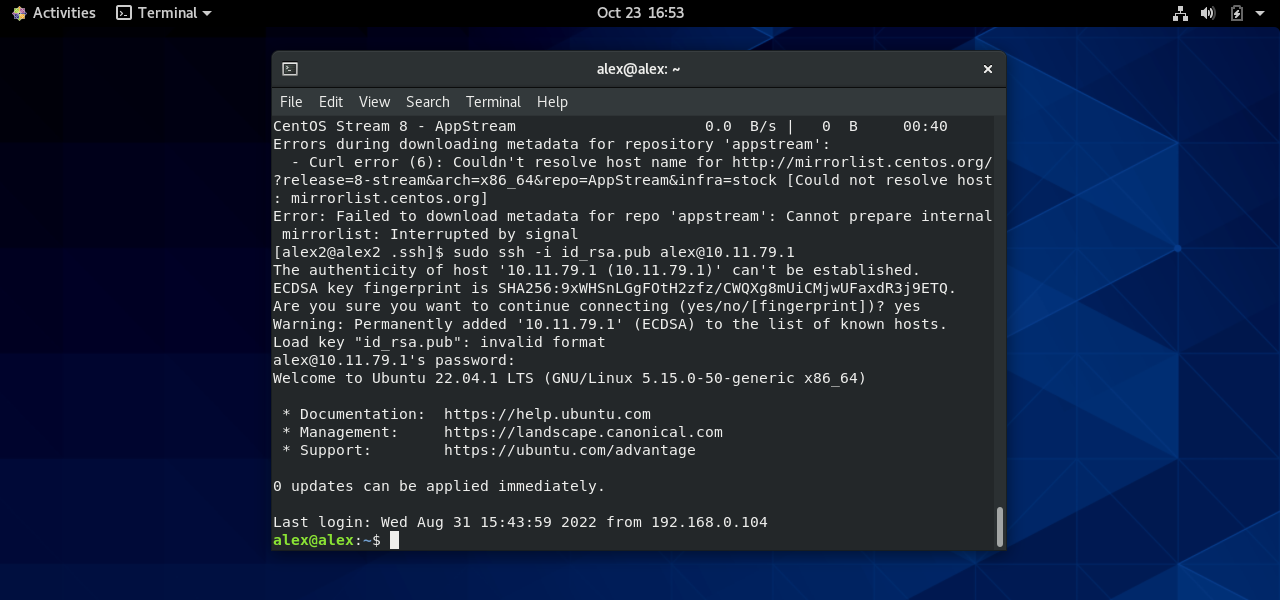 Activities Terminal Oct 23 16:53
alex@alex: ~
File Edit View Search Terminal Help
CentOS Stream 8 - AppStream 0.0 B/s | 0 B 00:40
Errors during downloading metadata for repository 'appstream':
- Curl error (6): Couldn't resolve host name for http://mirrorlist.centos.org/
?release=8-stream&arch=x86_64&repo=AppStream&infra=stock [Could not resolve host
: mirrorlist.centos.org]
Error: Failed to download metadata for repo 'appstream': Cannot prepare internal
mirrorlist: Interrupted by signal
[alex2@alex2 .ssh]$ sudo ssh -i id_rsa.pub alex@10.11.79.1
The authenticity of host '10.11.79.1 (10.11.79.1)' can't be established.
ECDSA key fingerprint is SHA256:9xWHSnLGgFOtH2zfz/CWQXg8mUiCMjwUFaxdR3j9ETQ.
Are you sure you want to continue connecting (yes/no/[fingerprint])? yes
Warning: Permanently added '10.11.79.1' (ECDSA) to the list of known hosts.
Load key "id_rsa.pub": invalid format
alex@10.11.79.1's password:
Welcome to Ubuntu 22.04.1 LTS (GNU/Linux 5.15.0-50-generic x86_64)
* Documentation: https://help.ubuntu.com
* Management: https://landscape.canonical.com
* Support: https://ubuntu.com/advantage
0 updates can be applied immediately.
Last login: Wed Aug 31 15:43:59 2022 from 192.168.0.104
alex@alex:~$